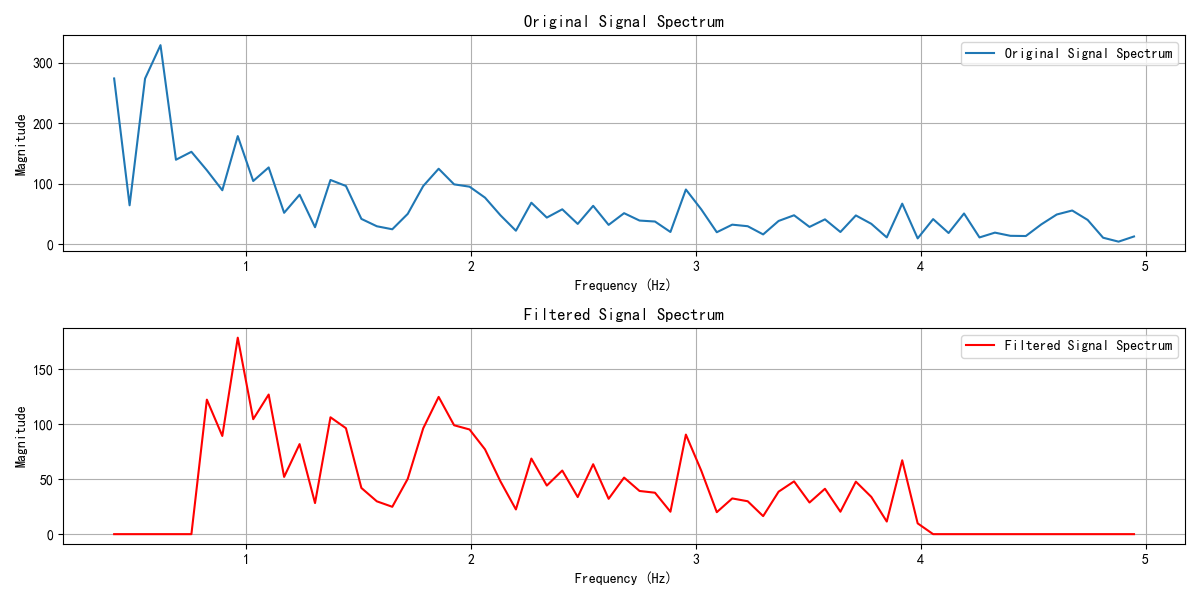 Original Signal Spectrum
Original Signal Spectrum
Magnitude
300
200
100
0
1 2 3 4 5
Frequency (Hz)
Filtered Signal Spectrum
Filtered Signal Spectrum
Magnitude
150
100
50
0
1 2 3 4 5
Frequency (Hz)